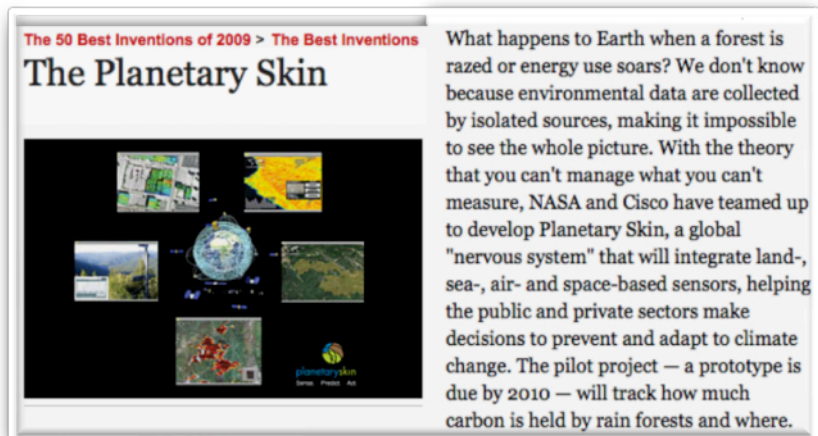 The 50 Best Inventions of 2009 > The Best Inventions
The Planetary Skin
planetaryskin
Sense Predict Act
What happens to Earth when a forest is
razed or energy use soars? We don't know
because environmental data are collected
by isolated sources, making it impossible
to see the whole picture. With the theory
that you can't manage what you can't
measure, NASA and Cisco have teamed up
to develop Planetary Skin, a global
"nervous system" that will integrate land-,
sea-, air- and space-based sensors, helping
the public and private sectors make
decisions to prevent and adapt to climate
change. The pilot project — a prototype is
due by 2010 — will track how much
carbon is held by rain forests and where.